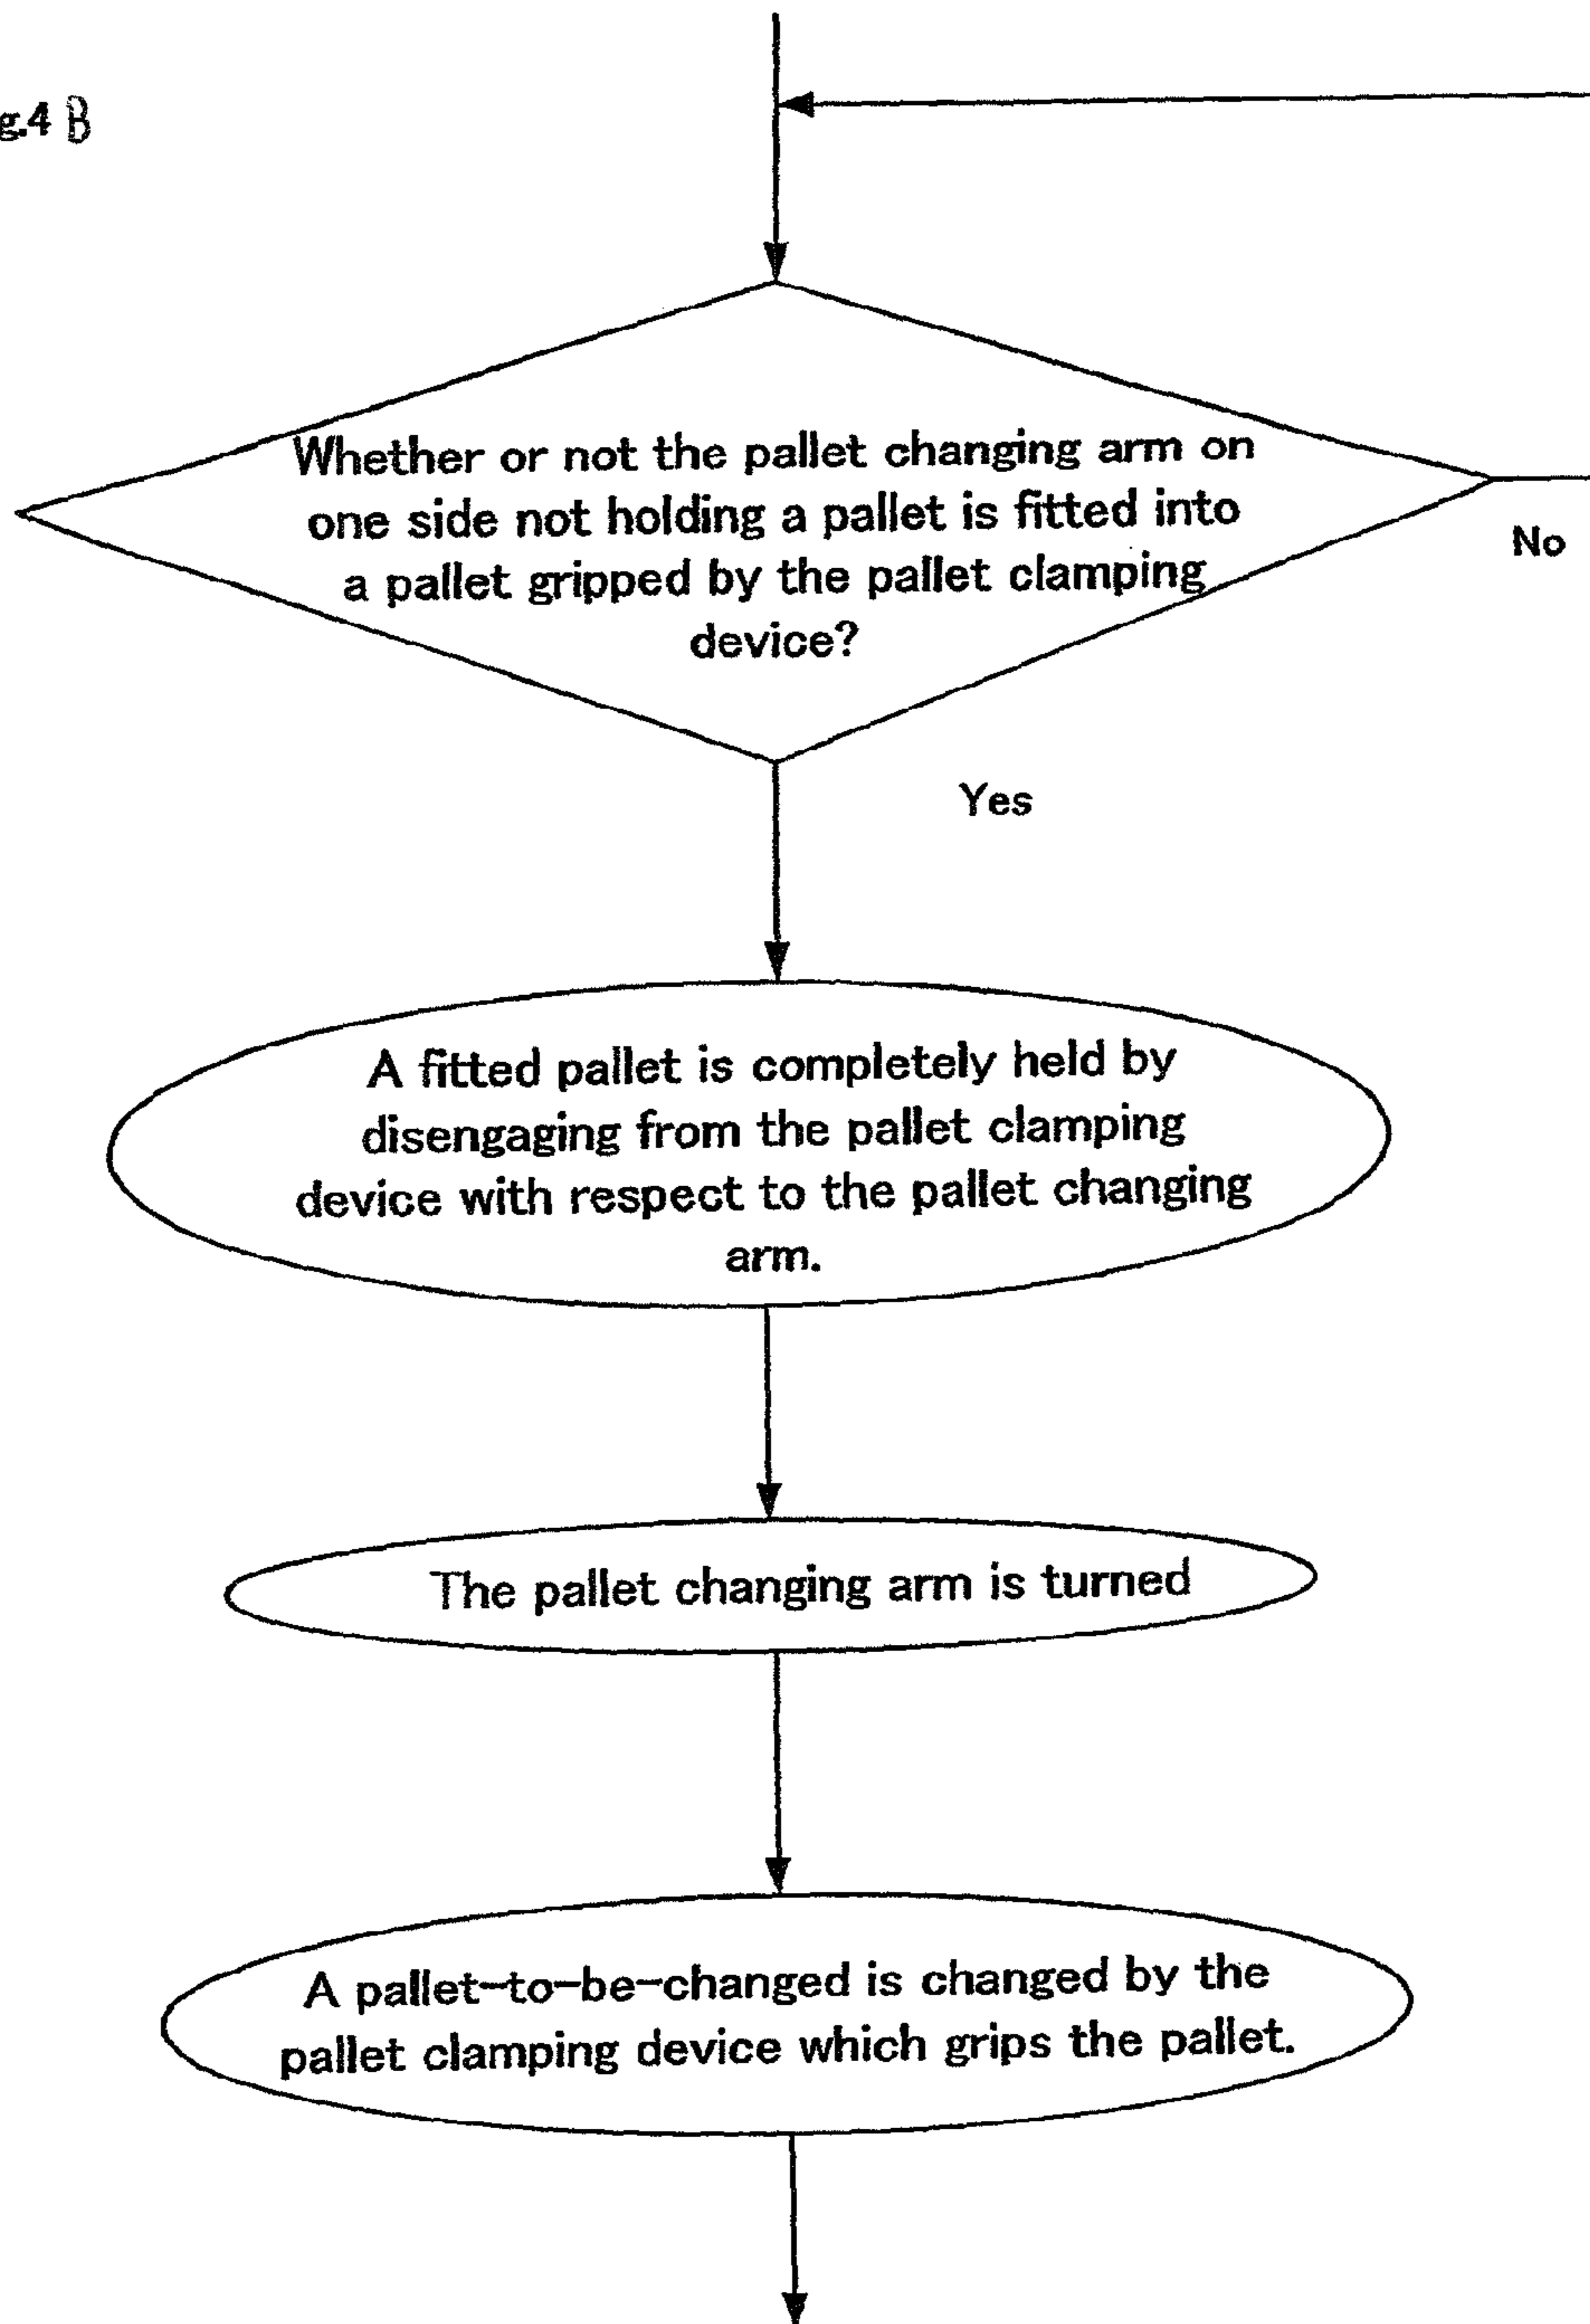 g.4 B
Whether or not the pallet changing arm on
one side not holding a pallet is fitted into
a pallet gripped by the pallet clamping
device?
No
Yes
A fitted pallet is completely held by
disengaging from the pallet clamping
device with respect to the pallet changing
arm.
The pallet changing arm is turned
A pallet-to-be-changed is changed by the
pallet clamping device which grips the pallet.